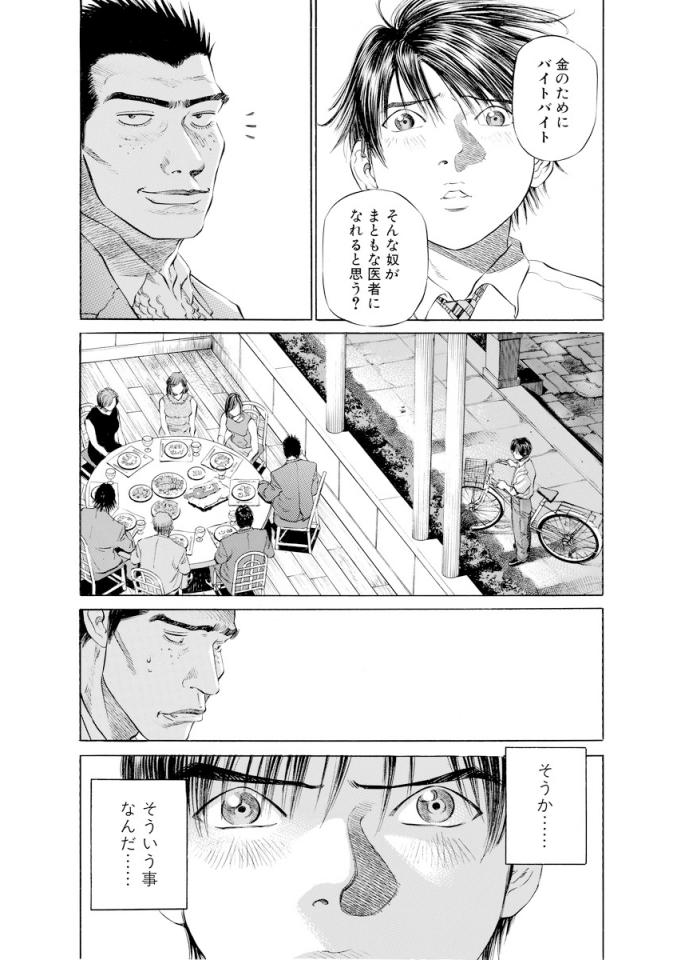 金のために
バイトバイト
そんな奴が
まともな医者に
なれると思う?
そうか……
そういう事
なんだ……